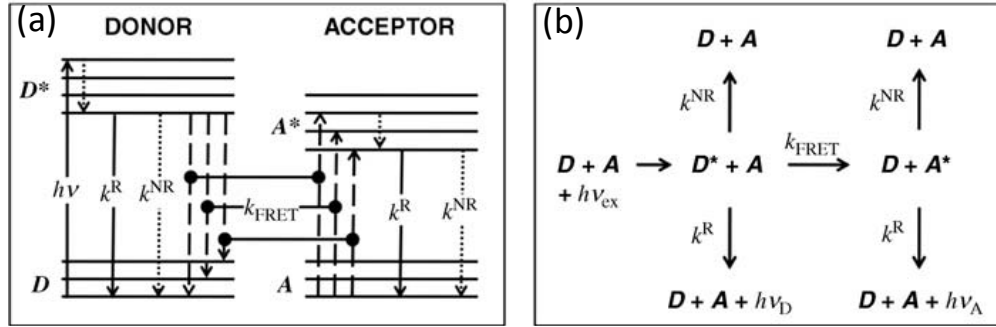 (a) DONOR ACCEPTOR
D*
A*
hν k^R k^NR k_FRET k^R k^NR
D A
(b)
D + A D + A
k^NR k^NR
D + A D* + A k_FRET D + A*
+ hν_ex
k^R k^R
D + A + hν_D D + A + hν_A